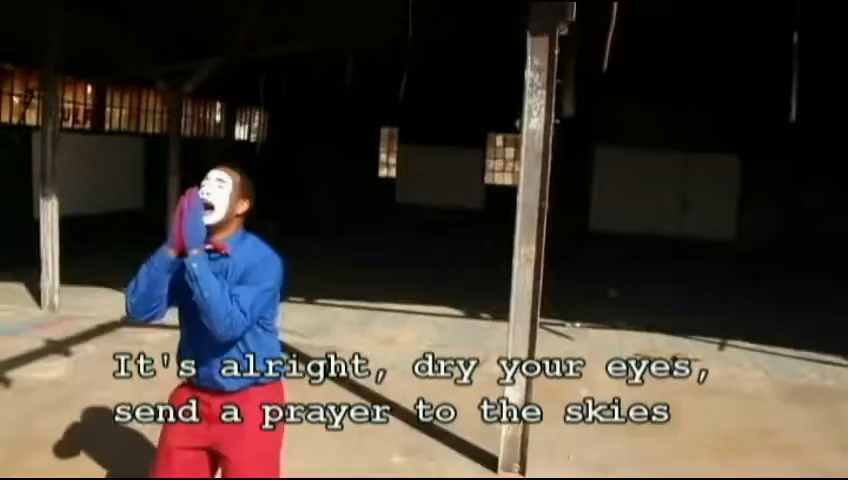 It's alright, dry your eyes,
send a prayer to the skies